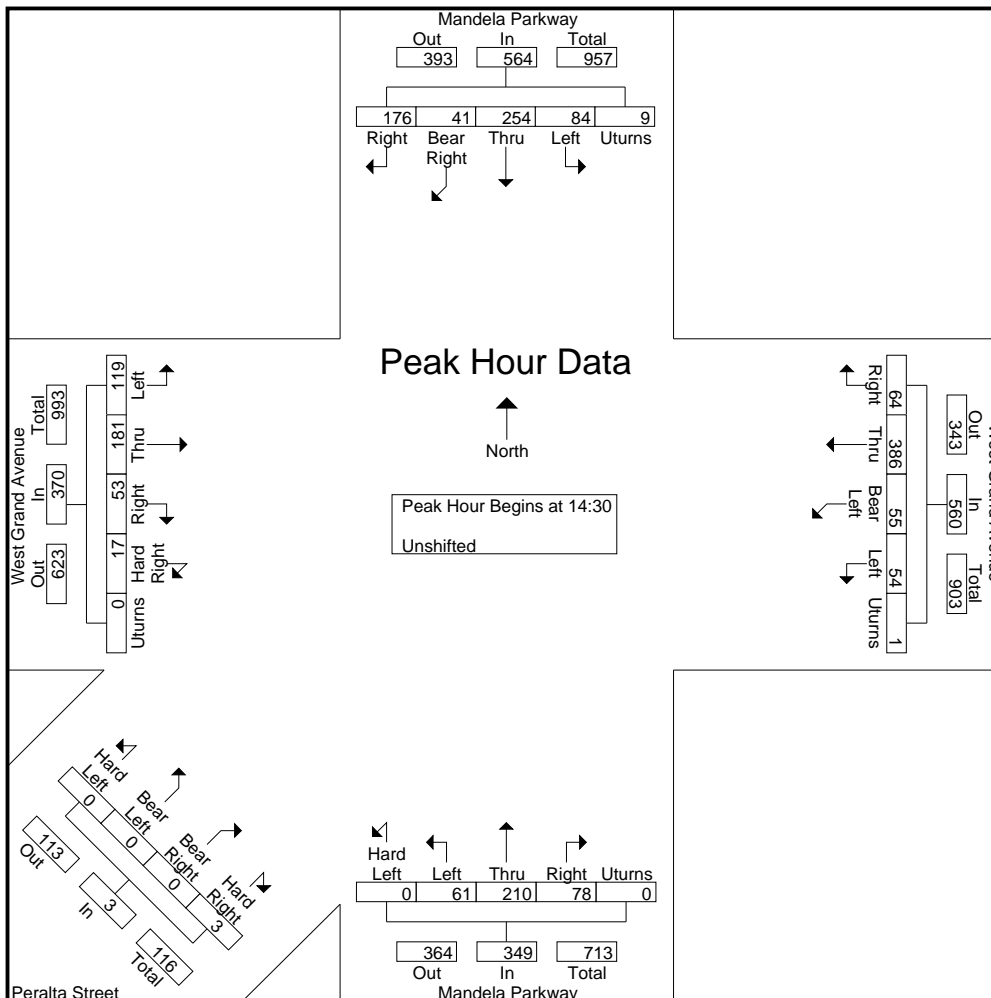 Mandela Parkway
Out In Total
393 564 957
176 41 254 84 9
Right Bear Right Thru Left Uturns
Peak Hour Data
North
Peak Hour Begins at 14:30
Unshifted
West Grand Avenue
Total In Out
993 370 623
119 181 53 17 0
Left Thru Right Hard Right Uturns
Out In Total
343 560 903
64 386 55 54 1
Right Thru Bear Left Left Uturns
Hard Left Bear Left Bear Right Hard Right
0 0 0 3
113 3 116
Out In Total
Peralta Street
Hard
Left Left Thru Right Uturns
0 61 210 78 0
364 349 713
Out In Total
Mandela Parkway